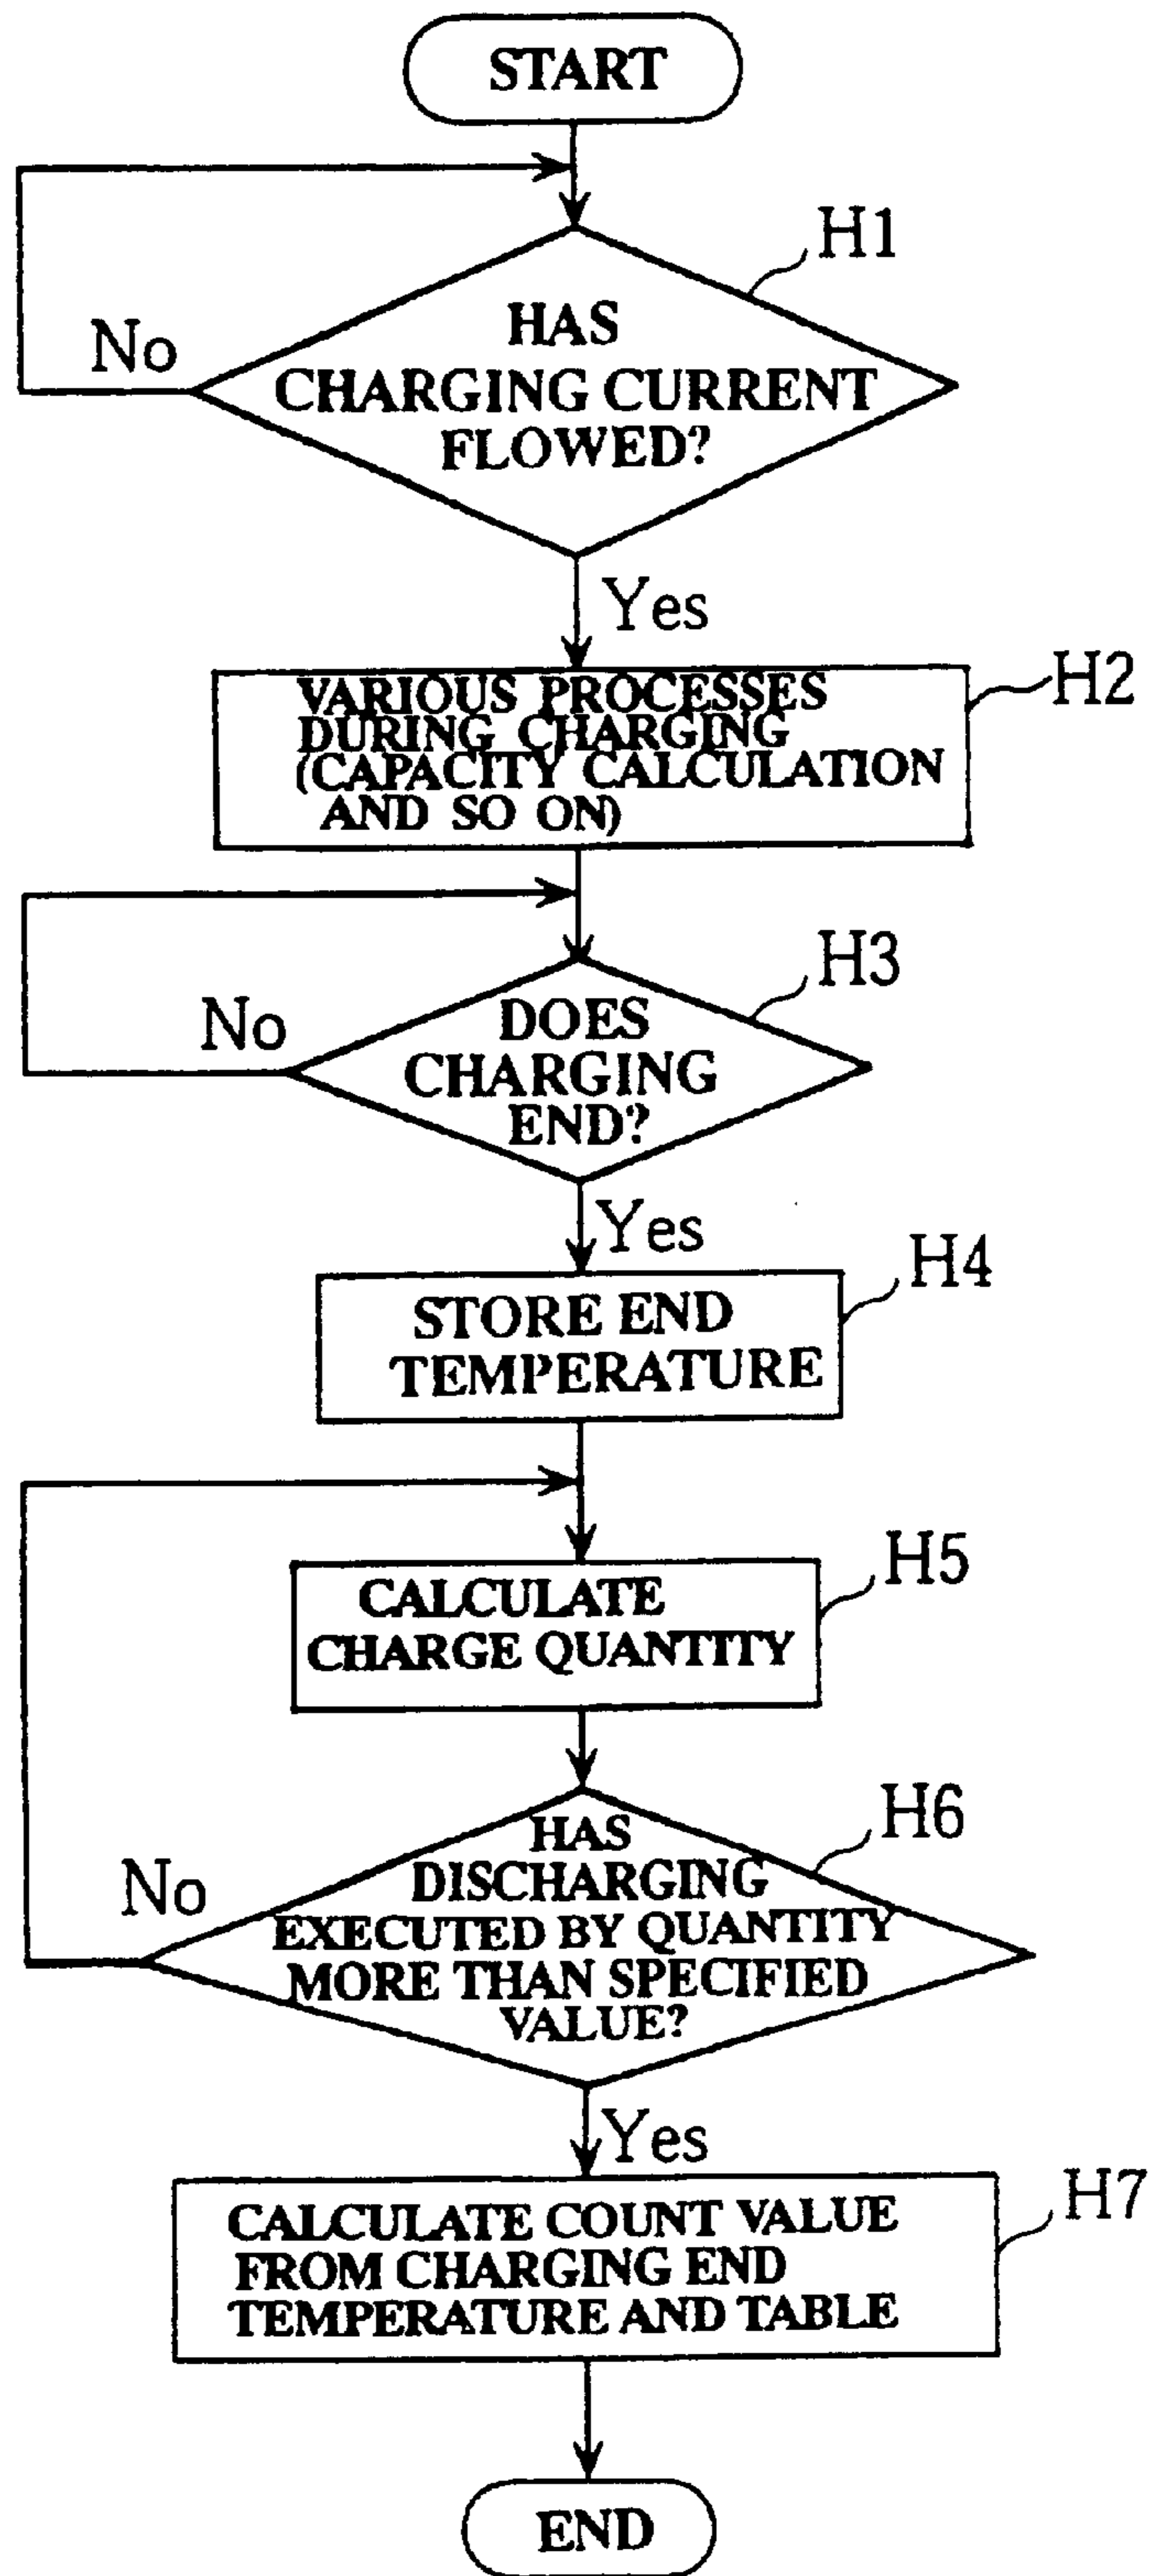 START
H1
HAS
CHARGING CURRENT
FLOWED?
No
Yes
H2
VARIOUS PROCESSES
DURING CHARGING
(CAPACITY CALCULATION
AND SO ON)
H3
DOES
CHARGING
END?
No
Yes
H4
STORE END
TEMPERATURE
H5
CALCULATE
CHARGE QUANTITY
H6
HAS
DISCHARGING
EXECUTED BY QUANTITY
MORE THAN SPECIFIED
VALUE?
No
Yes
H7
CALCULATE COUNT VALUE
FROM CHARGING END
TEMPERATURE AND TABLE
END